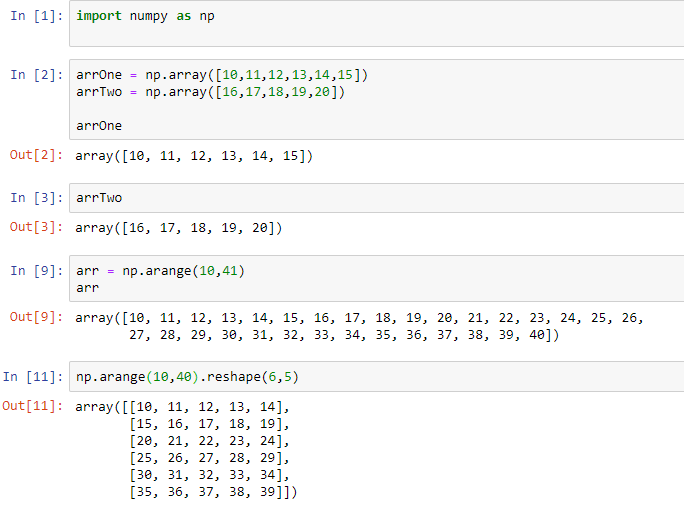 In [1]: import numpy as np
In [2]: arrOne = np.array([10,11,12,13,14,15])
arrTwo = np.array([16,17,18,19,20])
arrOne
Out[2]: array([10, 11, 12, 13, 14, 15])
In [3]: arrTwo
Out[3]: array([16, 17, 18, 19, 20])
In [9]: arr = np.arange(10,41)
arr
Out[9]: array([10, 11, 12, 13, 14, 15, 16, 17, 18, 19, 20, 21, 22, 23, 24, 25, 26,
27, 28, 29, 30, 31, 32, 33, 34, 35, 36, 37, 38, 39, 40])
In [11]: np.arange(10,40).reshape(6,5)
Out[11]: array([[10, 11, 12, 13, 14],
[15, 16, 17, 18, 19],
[20, 21, 22, 23, 24],
[25, 26, 27, 28, 29],
[30, 31, 32, 33, 34],
[35, 36, 37, 38, 39]])